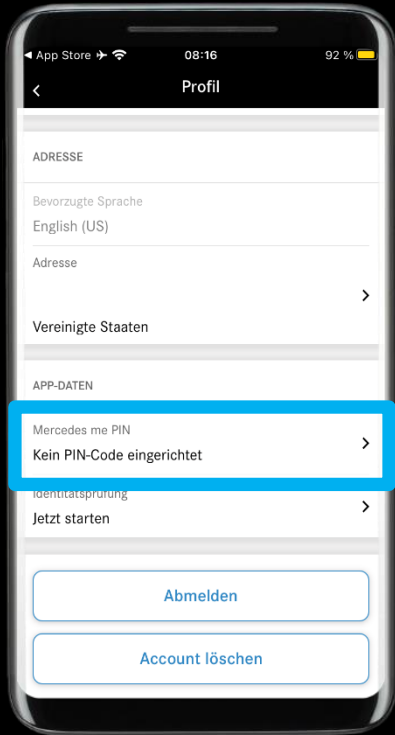 App Store
08:16
92 %
Profil
ADRESSE
Bevorzugte Sprache
English (US)
Adresse
Vereinigte Staaten
APP-DATEN
Mercedes me PIN
Kein PIN-Code eingerichtet
Identitätsprüfung
Jetzt starten
Abmelden
Account löschen